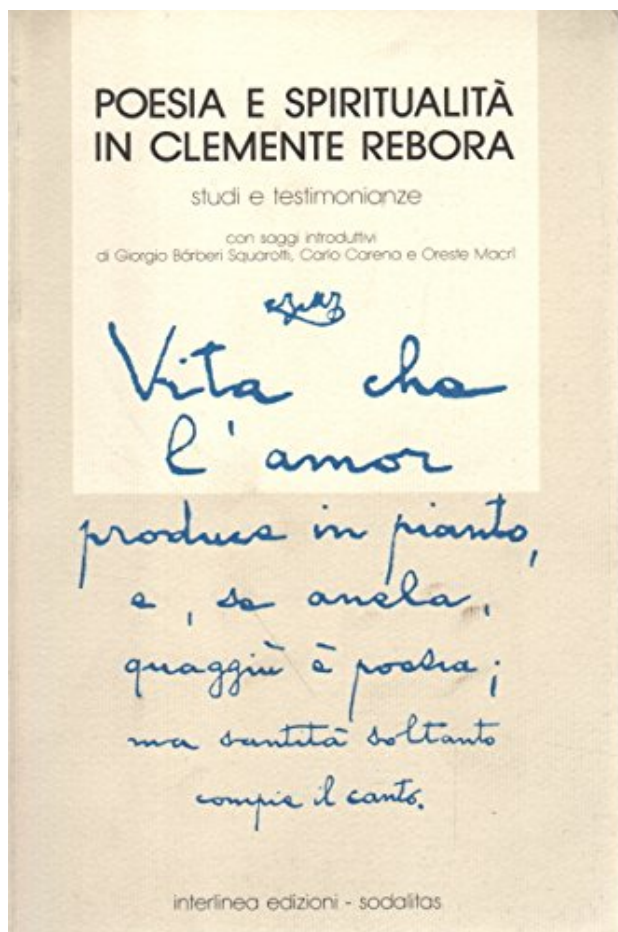 POESIA E SPIRITUALITÀ
IN CLEMENTE REBORA
studi e testimonianze
con saggi introduttivi
di Giorgio Bárberi Squarotti, Carlo Carena e Oreste Macrì
Vita che
l'amor
produce in pianto,
e, se anela,
quaggiù è poesia;
ma santità soltanto
compie il canto.
interlinea edizioni - sodalitas